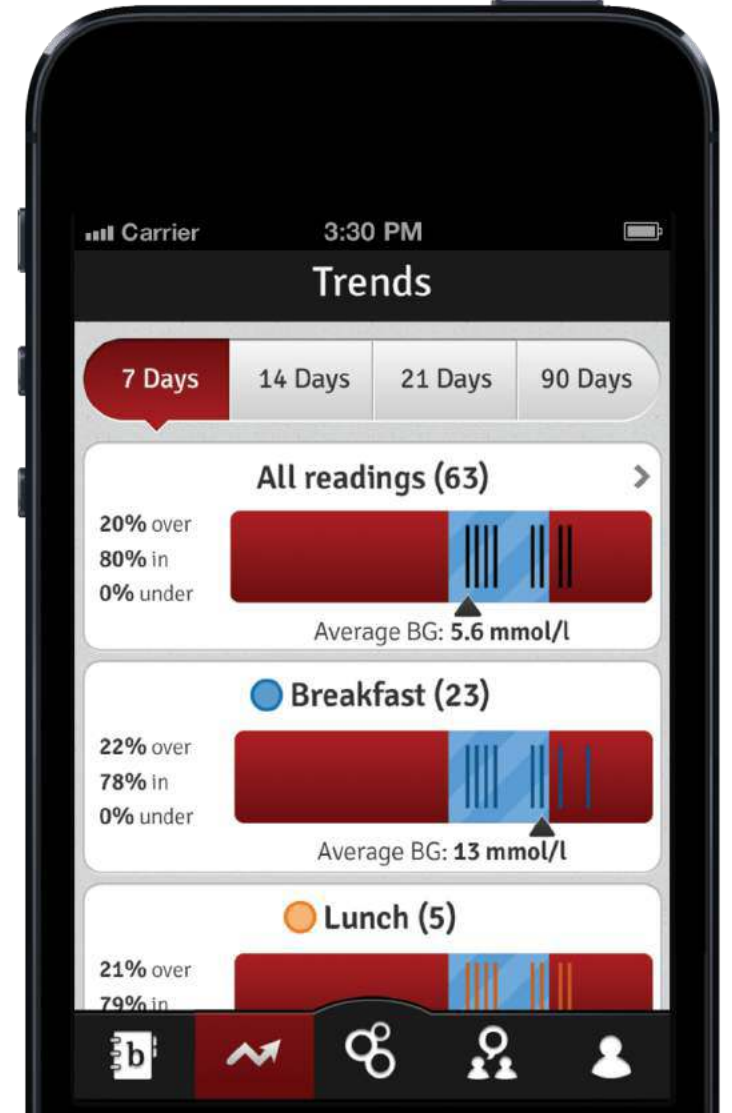 Carrier 3:30 PM
Trends
7 Days 14 Days 21 Days 90 Days
All readings (63)
20% over
80% in
0% under
Average BG: 5.6 mmol/l
Breakfast (23)
22% over
78% in
0% under
Average BG: 13 mmol/l
Lunch (5)
21% over
79% in
b